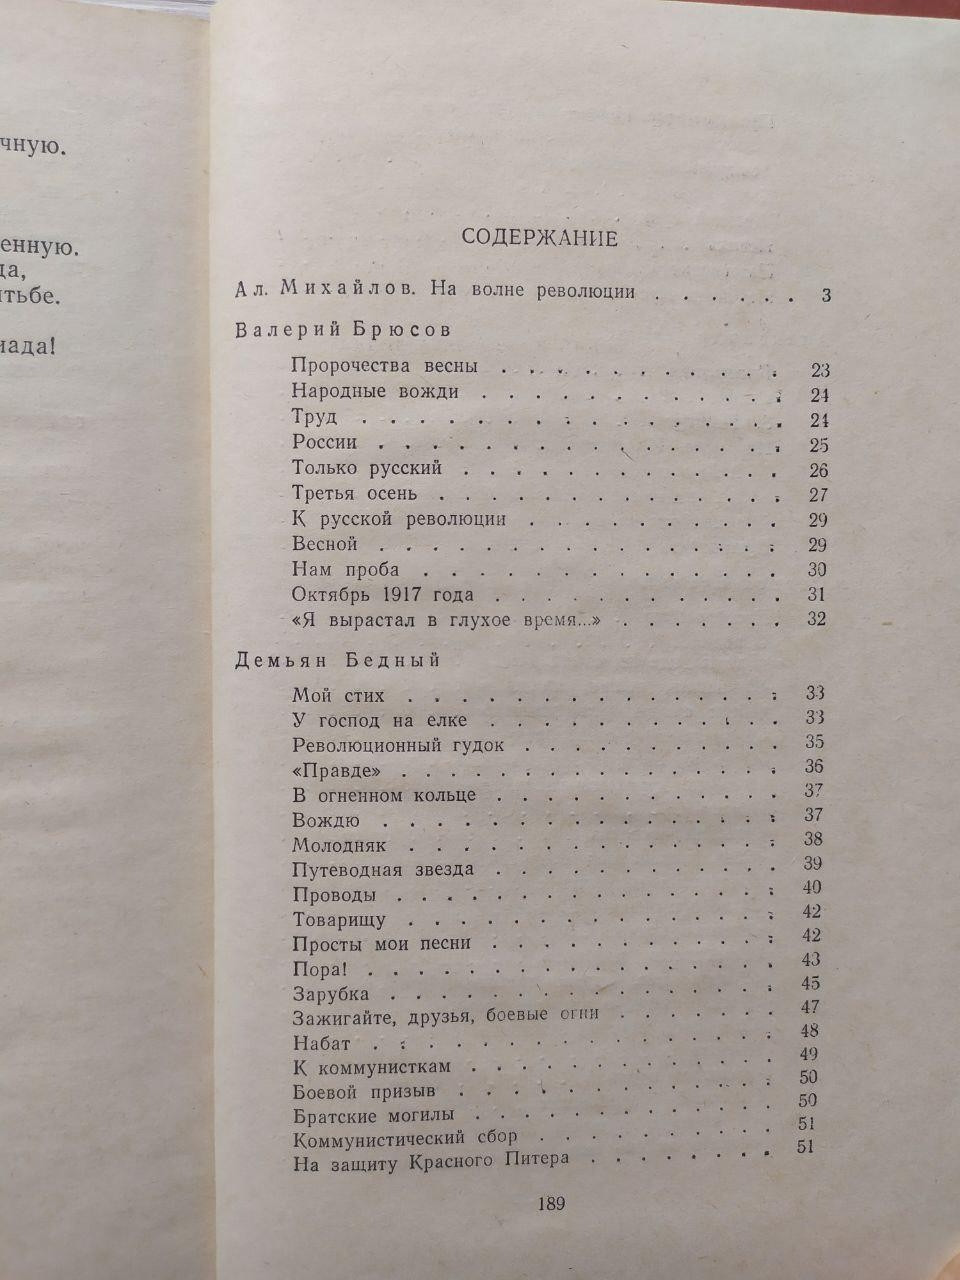 чную.
енную.
да,
итьбе.
иада!
СОДЕРЖАНИЕ
Ал. Михайлов. На волне революции . . . . . . 3
Валерий Брюсов
Пророчества весны . . . . . . . . . . . 23
Народные вожди . . . . . . . . . . . . 24
Труд . . . . . . . . . . . . . . . . 24
России . . . . . . . . . . . . . . . 25
Только русский . . . . . . . . . . . . 26
Третья осень . . . . . . . . . . . . . 27
К русской революции . . . . . . . . . . 29
Весной . . . . . . . . . . . . . . . 29
Нам проба . . . . . . . . . . . . . 30
Октябрь 1917 года . . . . . . . . . . . 31
«Я вырастал в глухое время...» . . . . . . . 32
Демьян Бедный
Мой стих . . . . . . . . . . . . . . 33
У господ на елке . . . . . . . . . . . 33
Революционный гудок . . . . . . . . . . 35
«Правде» . . . . . . . . . . . . . . 36
В огненном кольце . . . . . . . . . . . 37
Вождю . . . . . . . . . . . . . . . 37
Молодняк . . . . . . . . . . . . . . 38
Путеводная звезда . . . . . . . . . . . 39
Проводы . . . . . . . . . . . . . . 40
Товарищу . . . . . . . . . . . . . . 42
Просты мои песни . . . . . . . . . . . 42
Пора! . . . . . . . . . . . . . . . 43
Зарубка . . . . . . . . . . . . . . 45
Зажигайте, друзья, боевые огни . . . . . . 47
Набат . . . . . . . . . . . . . . . 48
К коммунисткам . . . . . . . . . . . . 49
Боевой призыв . . . . . . . . . . . . 50
Братские могилы . . . . . . . . . . . 50
Коммунистический сбор . . . . . . . . . 51
На защиту Красного Питера . . . . . . . . 51
189